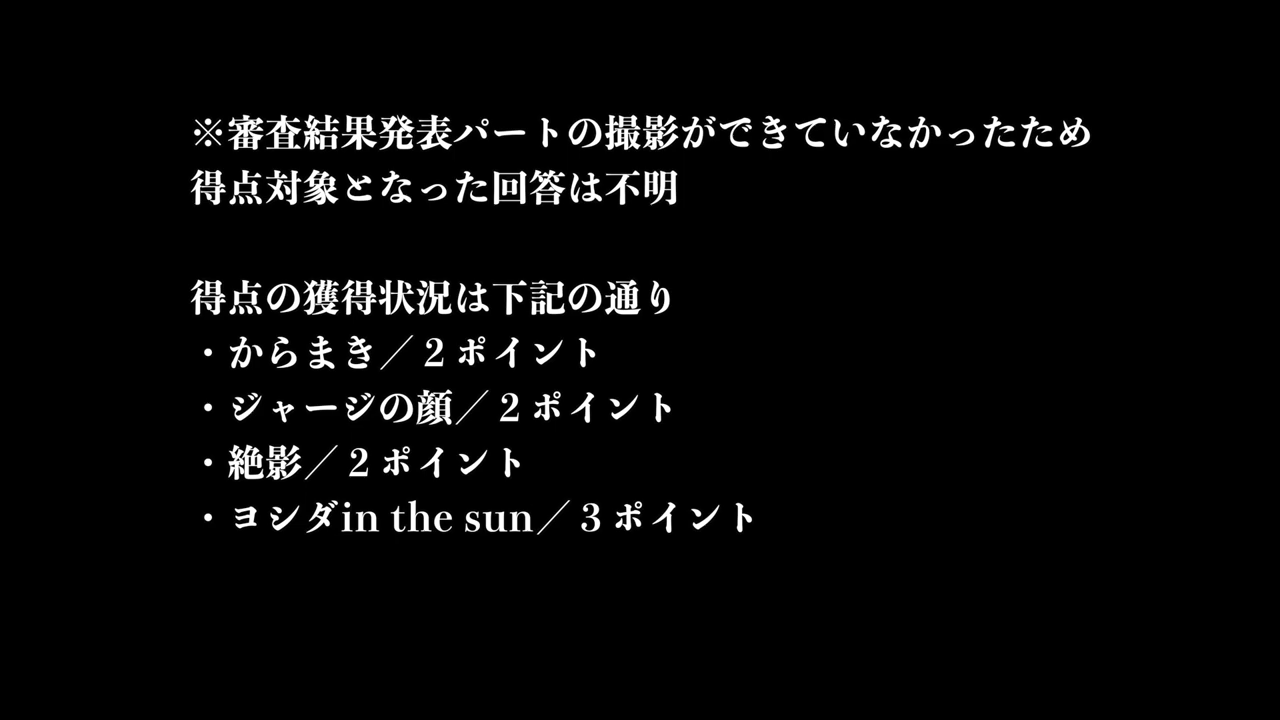 ※審査結果発表パートの撮影ができていなかったため
得点対象となった回答は不明
得点の獲得状況は下記の通り
・からまき／２ポイント
・ジャージの顔／２ポイント
・絶影／２ポイント
・ヨシダin the sun／３ポイント